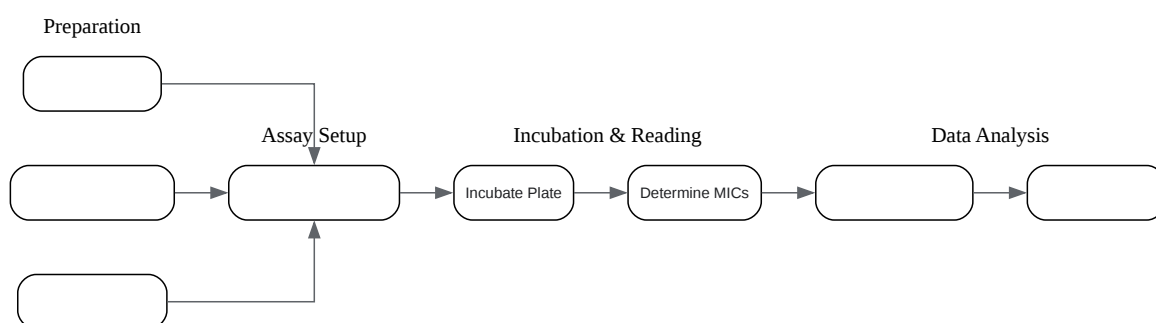 Preparation
Assay Setup
Incubation & Reading
Data Analysis
Incubate Plate
Determine MICs